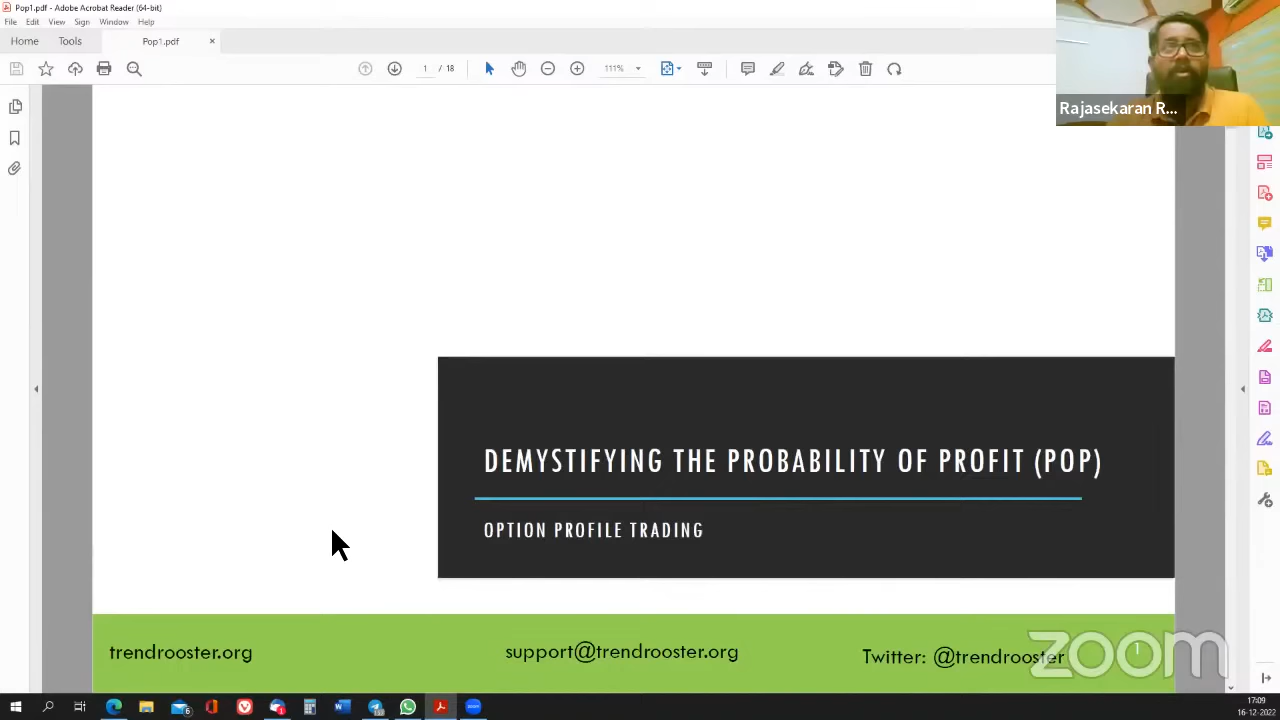 Pop1.pdf - Adobe Acrobat Reader (64-bit)
File Edit View Sign Window Help
Home Tools Pop1.pdf ×
1 / 18 111%
Rajasekaran R...
DEMYSTIFYING THE PROBABILITY OF PROFIT (POP)
OPTION PROFILE TRADING
trendrooster.org support@trendrooster.org Twitter: @trendrooster 1
zoom
17:09
16-12-2022